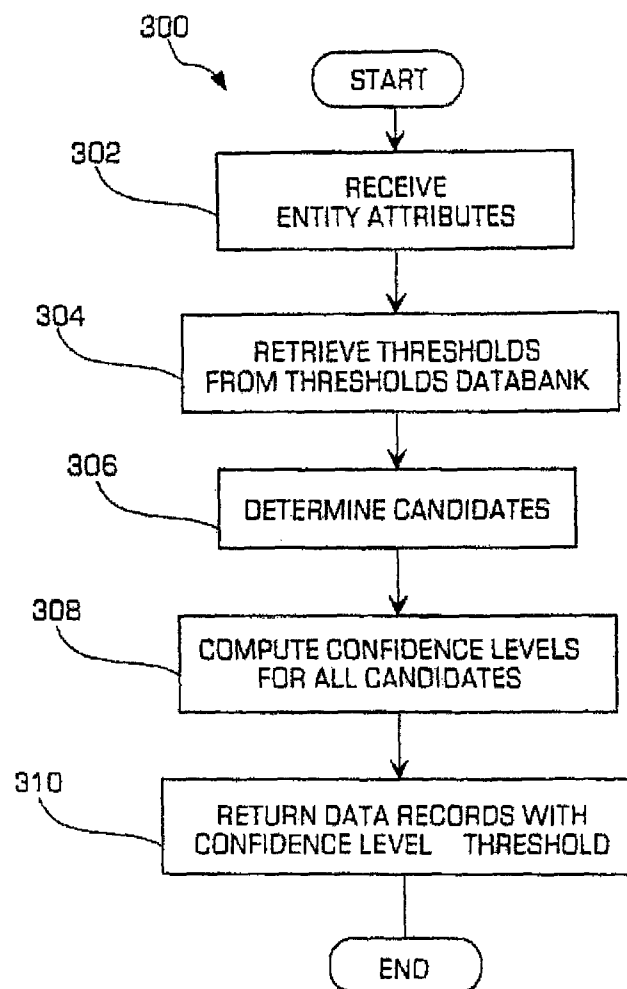 300
START
302
RECEIVE
ENTITY ATTRIBUTES
304
RETRIEVE THRESHOLDS
FROM THRESHOLDS DATABANK
306
DETERMINE CANDIDATES
308
COMPUTE CONFIDENCE LEVELS
FOR ALL CANDIDATES
310
RETURN DATA RECORDS WITH
CONFIDENCE LEVEL THRESHOLD
END